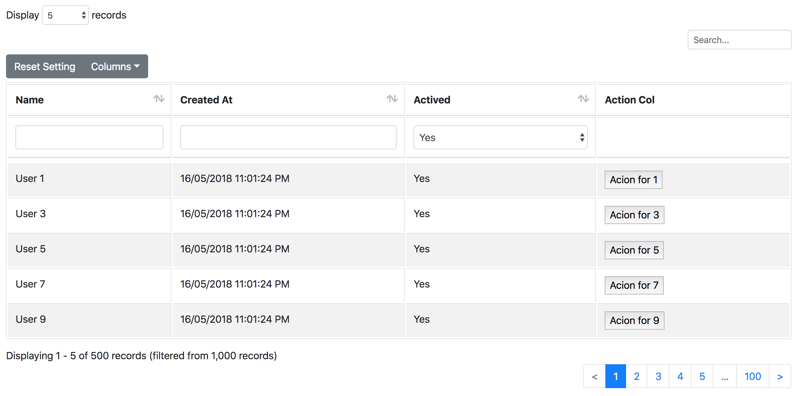 Display 5 records
Search...
Reset Setting Columns
Name Created At Actived Action Col
Yes
User 1 16/05/2018 11:01:24 PM Yes Acion for 1
User 3 16/05/2018 11:01:24 PM Yes Acion for 3
User 5 16/05/2018 11:01:24 PM Yes Acion for 5
User 7 16/05/2018 11:01:24 PM Yes Acion for 7
User 9 16/05/2018 11:01:24 PM Yes Acion for 9
Displaying 1 - 5 of 500 records (filtered from 1,000 records)
< 1 2 3 4 5 ... 100 >